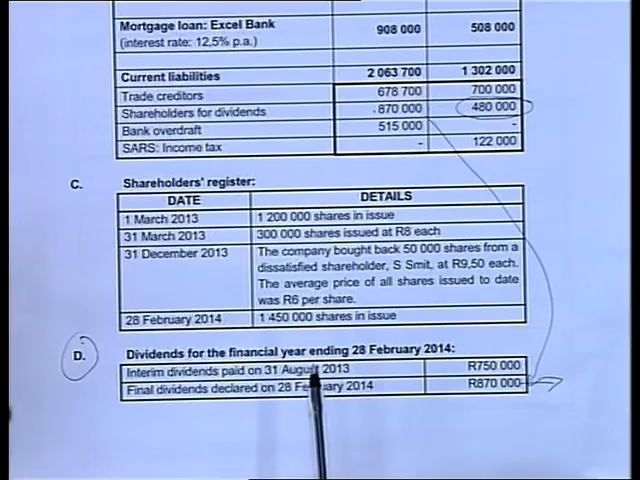 Mortgage loan: Excel Bank 908 000 508 000
(interest rate: 12,5% p.a.)
Current liabilities 2 063 700 1 302 000
Trade creditors 678 700 700 000
Shareholders for dividends 870 000 480 000
Bank overdraft 515 000 -
SARS: Income tax - 122 000
C. Shareholders' register:
DATE DETAILS
1 March 2013 1 200 000 shares in issue
31 March 2013 300 000 shares issued at R8 each
31 December 2013 The company bought back 50 000 shares from a
dissatisfied shareholder, S Smit, at R9,50 each.
The average price of all shares issued to date
was R6 per share.
28 February 2014 1 450 000 shares in issue
D. Dividends for the financial year ending 28 February 2014:
Interim dividends paid on 31 August 2013 R750 000
Final dividends declared on 28 February 2014 R870 000